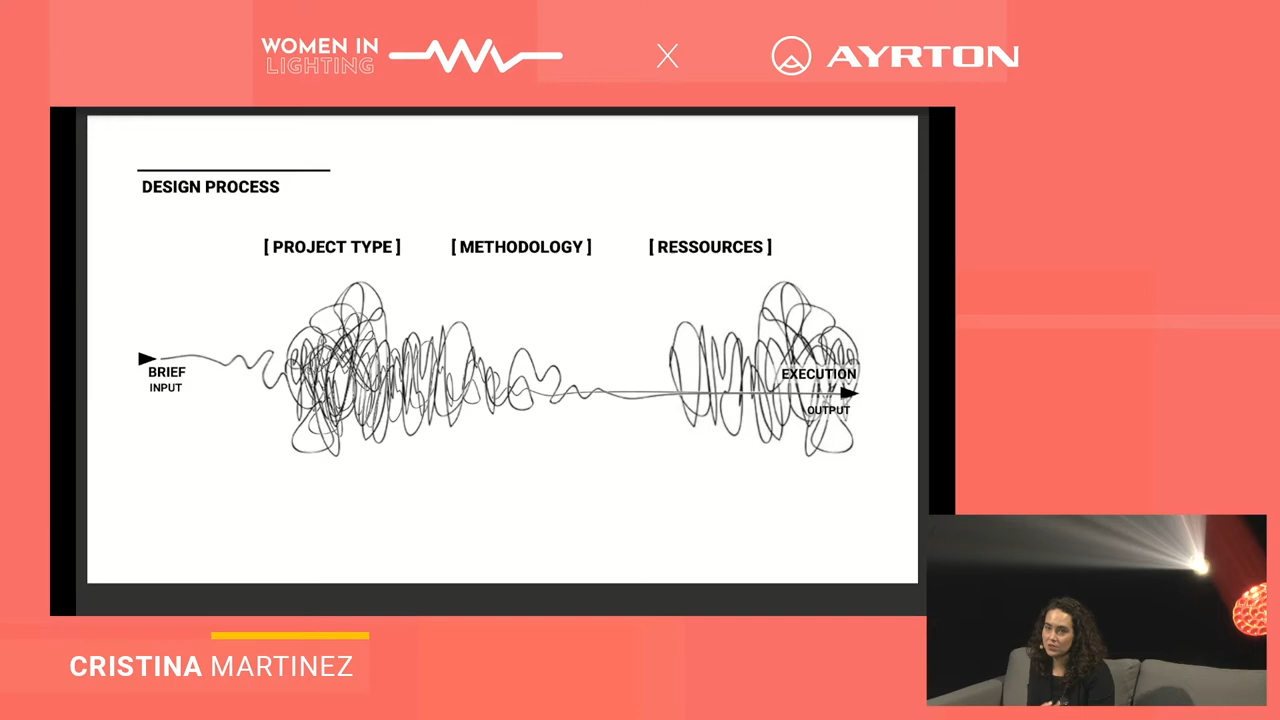 WOMEN IN
LIGHTING
X
AYRTON
DESIGN PROCESS
[ PROJECT TYPE ]
[ METHODOLOGY ]
[ RESSOURCES ]
BRIEF
INPUT
EXECUTION
OUTPUT
CRISTINA MARTINEZ